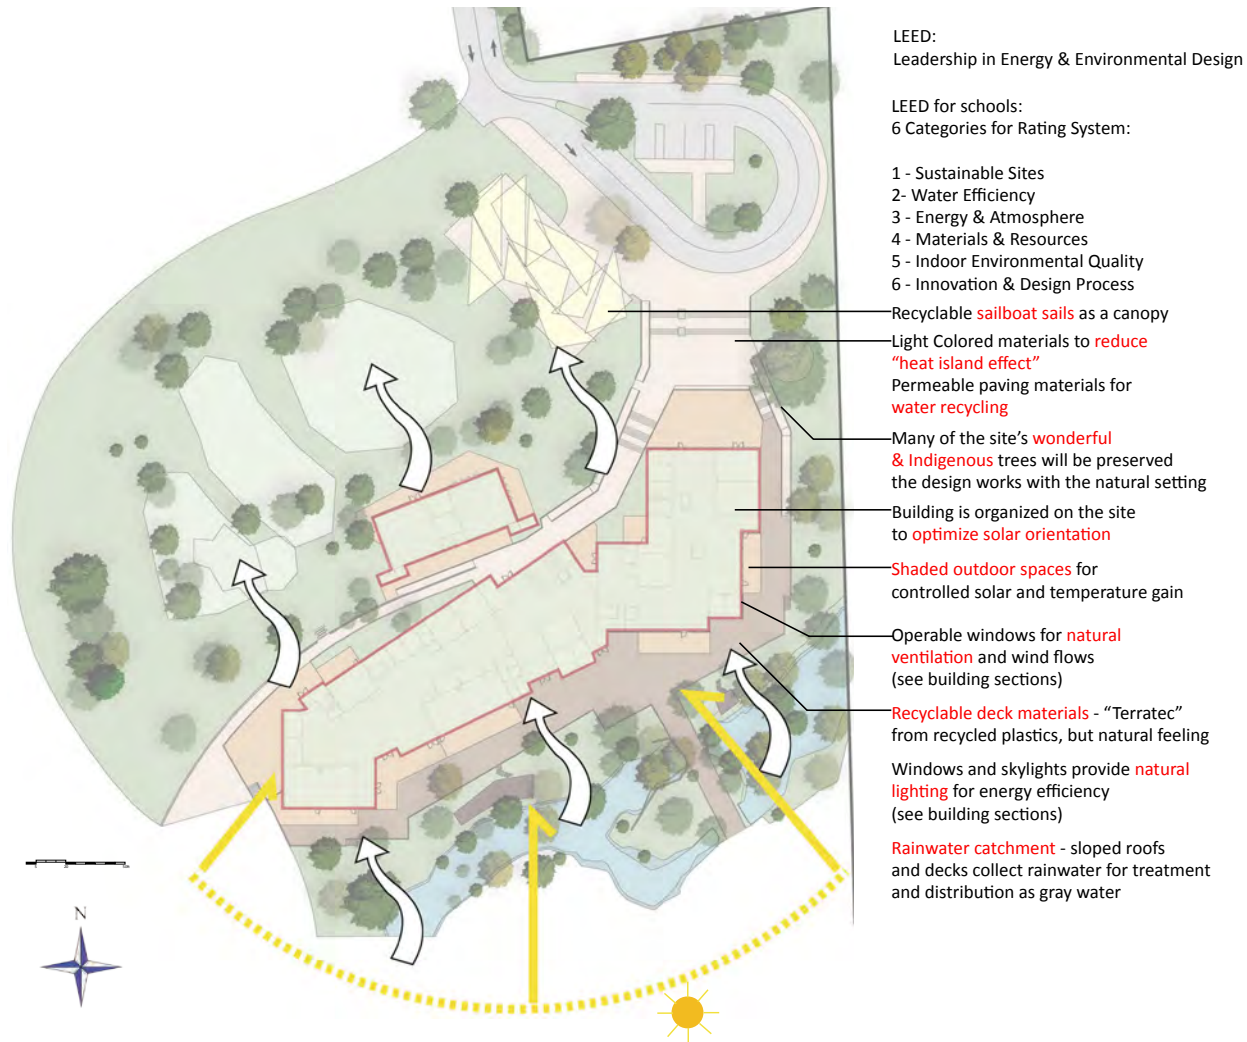 LEED:
Leadership in Energy & Environmental Design
LEED for schools:
6 Categories for Rating System:
1 - Sustainable Sites
2- Water Efficiency
3 - Energy & Atmosphere
4 - Materials & Resources
5 - Indoor Environmental Quality
6 - Innovation & Design Process
Recyclable sailboat sails as a canopy
Light Colored materials to reduce
“heat island effect”
Permeable paving materials for
water recycling
Many of the site’s wonderful
& Indigenous trees will be preserved
the design works with the natural setting
Building is organized on the site
to optimize solar orientation
Shaded outdoor spaces for
controlled solar and temperature gain
Operable windows for natural
ventilation and wind flows
(see building sections)
Recyclable deck materials - “Terratec”
from recycled plastics, but natural feeling
Windows and skylights provide natural
lighting for energy efficiency
(see building sections)
Rainwater catchment - sloped roofs
and decks collect rainwater for treatment
and distribution as gray water
N